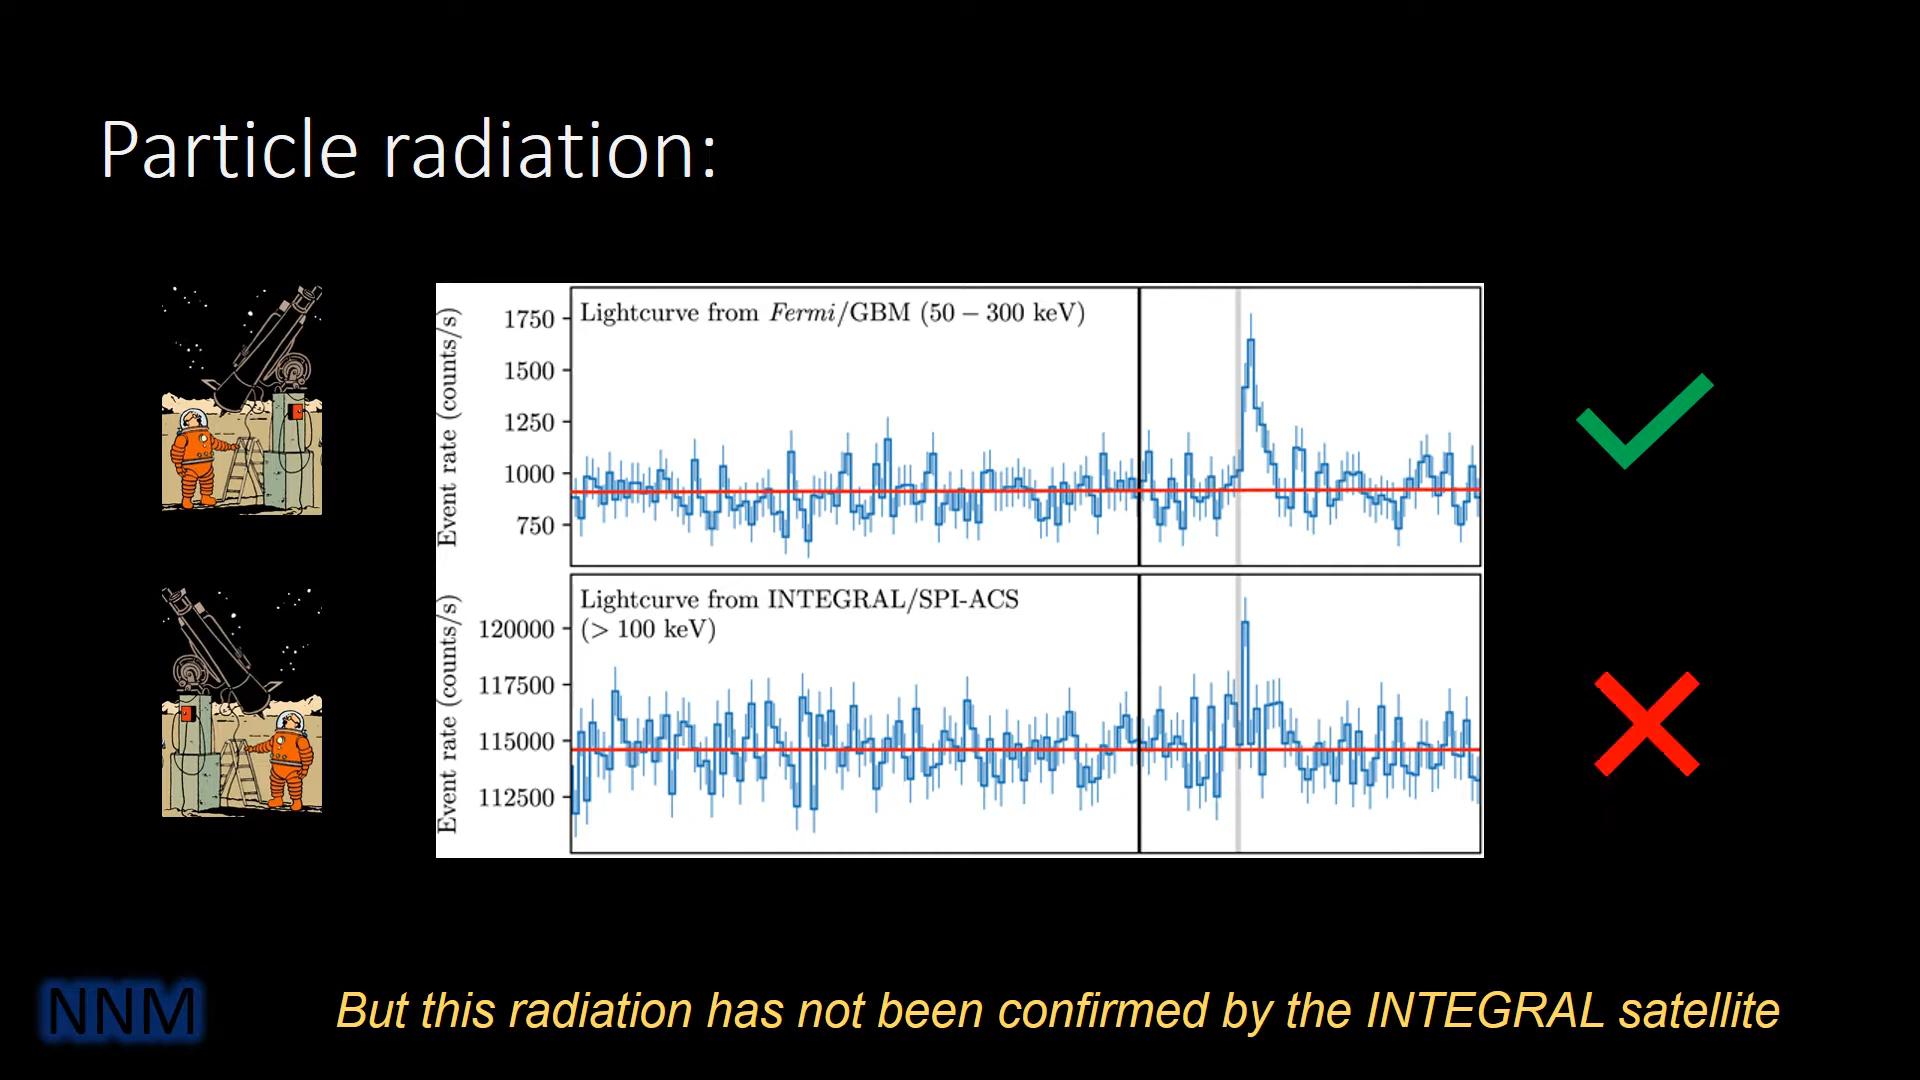 Particle radiation:
Lightcurve from Fermi/GBM (50 – 300 keV)
Event rate (counts/s)
1750
1500
1250
1000
750
Lightcurve from INTEGRAL/SPI-ACS
(> 100 keV)
Event rate (counts/s)
120000
117500
115000
112500
NNM
But this radiation has not been confirmed by the INTEGRAL satellite